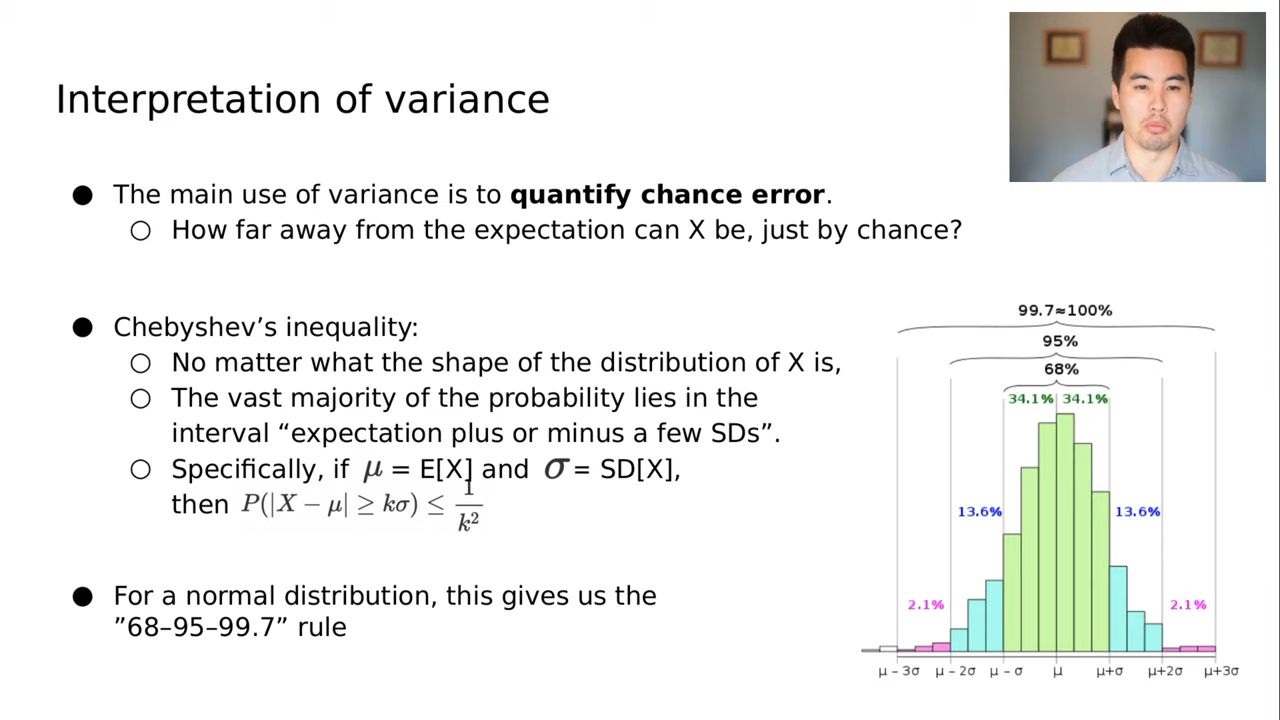 Interpretation of variance
● The main use of variance is to quantify chance error.
○ How far away from the expectation can X be, just by chance?
● Chebyshev’s inequality:
○ No matter what the shape of the distribution of X is,
○ The vast majority of the probability lies in the
interval “expectation plus or minus a few SDs”.
○ Specifically, if μ = E[X] and σ = SD[X],
then P(|X − μ| ≥ kσ) ≤ 1/k²
● For a normal distribution, this gives us the
”68–95–99.7” rule
99.7≈100%
95%
68%
34.1% 34.1%
13.6% 13.6%
2.1% 2.1%
μ – 3σ μ – 2σ μ – σ μ μ+σ μ+2σ μ+3σ